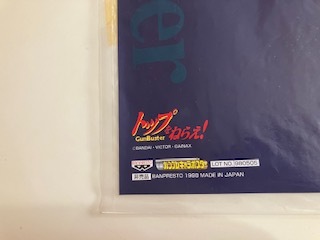 er
トップをねらえ!
GunBuster
©BANDAI・VICTOR・GAINAX
LOT NO.980505
非売品 BANPRESTO 1998 MADE IN JAPAN